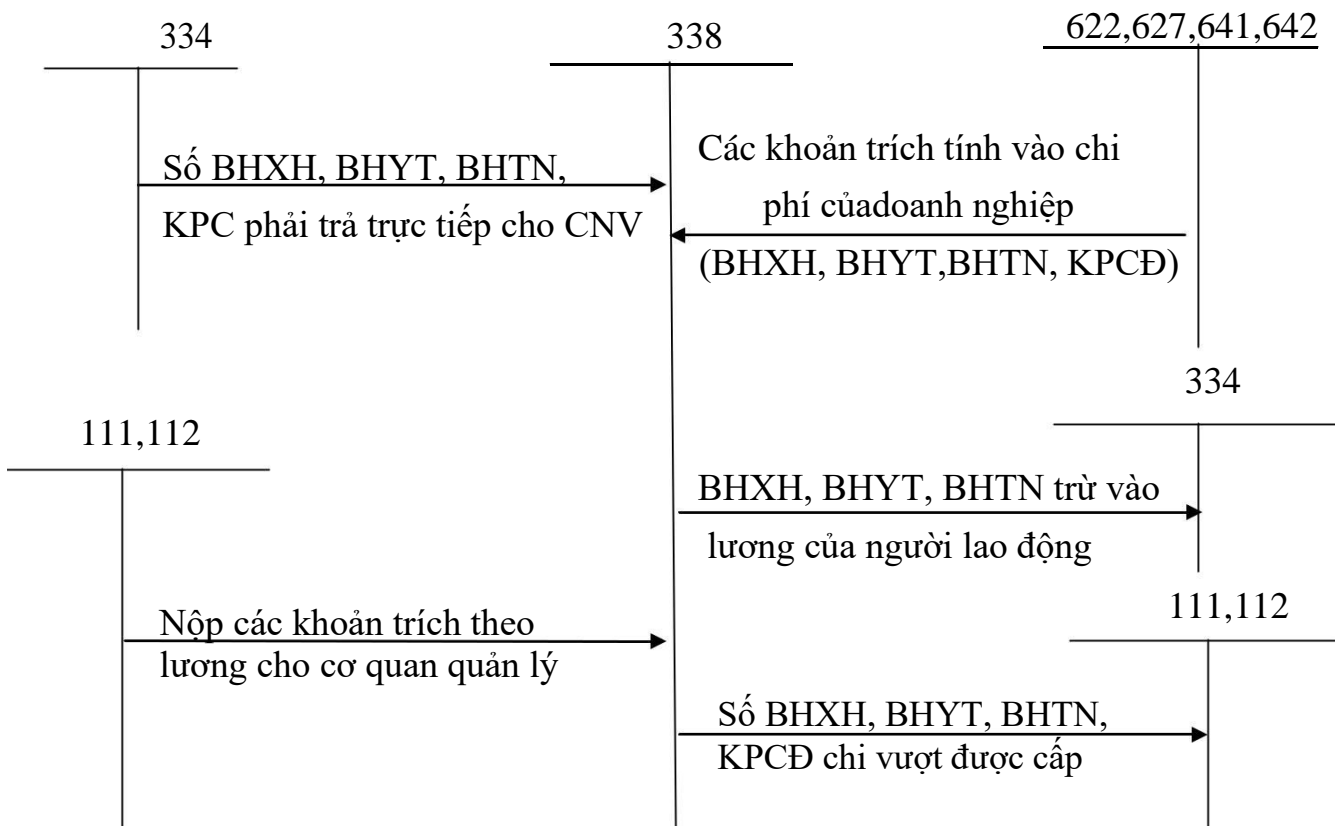 334
338
622,627,641,642
Số BHXH, BHYT, BHTN,
KPC phải trả trực tiếp cho CNV
Các khoản trích tính vào chi
phí củadoanh nghiệp
(BHXH, BHYT,BHTN, KPCĐ)
334
111,112
BHXH, BHYT, BHTN trừ vào
lương của người lao động
111,112
Nộp các khoản trích theo
lương cho cơ quan quản lý
Số BHXH, BHYT, BHTN,
KPCĐ chi vượt được cấp